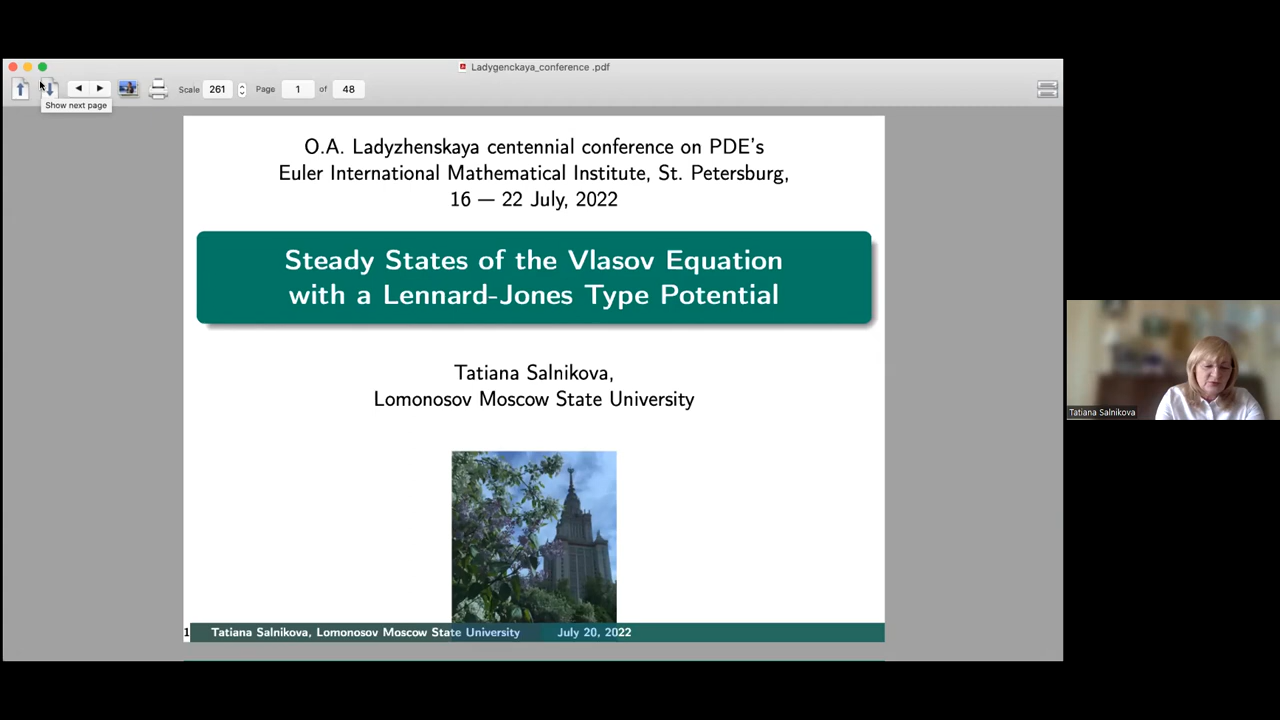 Ladygenckaya_conference .pdf
Scale 261 Page 1 of 48
Show next page
O.A. Ladyzhenskaya centennial conference on PDE's
Euler International Mathematical Institute, St. Petersburg,
16 — 22 July, 2022
Steady States of the Vlasov Equation
with a Lennard-Jones Type Potential
Tatiana Salnikova,
Lomonosov Moscow State University
1 Tatiana Salnikova, Lomonosov Moscow State University July 20, 2022
Tatiana Salnikova